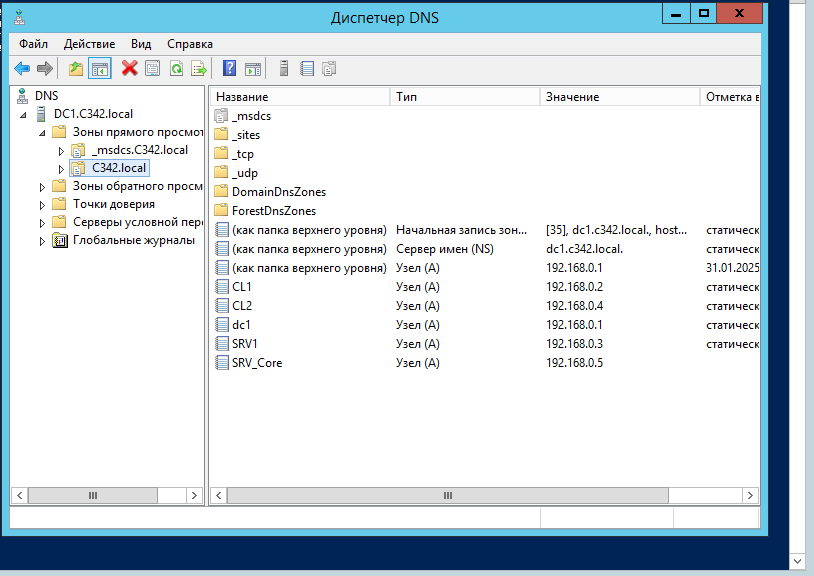 Диспетчер DNS
Файл Действие Вид Справка
DNS
DC1.C342.local
Зоны прямого просмот
_msdcs.C342.local
C342.local
Зоны обратного просм
Точки доверия
Серверы условной пер
Глобальные журналы
Название Тип Значение Отметка в
_msdcs
_sites
_tcp
_udp
DomainDnsZones
ForestDnsZones
(как папка верхнего уровня) Начальная запись зон... [35], dc1.c342.local., host... статическ
(как папка верхнего уровня) Сервер имен (NS) dc1.c342.local. статическ
(как папка верхнего уровня) Узел (A) 192.168.0.1 31.01.2025
CL1 Узел (A) 192.168.0.2 статическ
CL2 Узел (A) 192.168.0.4 статическ
dc1 Узел (A) 192.168.0.1 статическ
SRV1 Узел (A) 192.168.0.3 статическ
SRV_Core Узел (A) 192.168.0.5